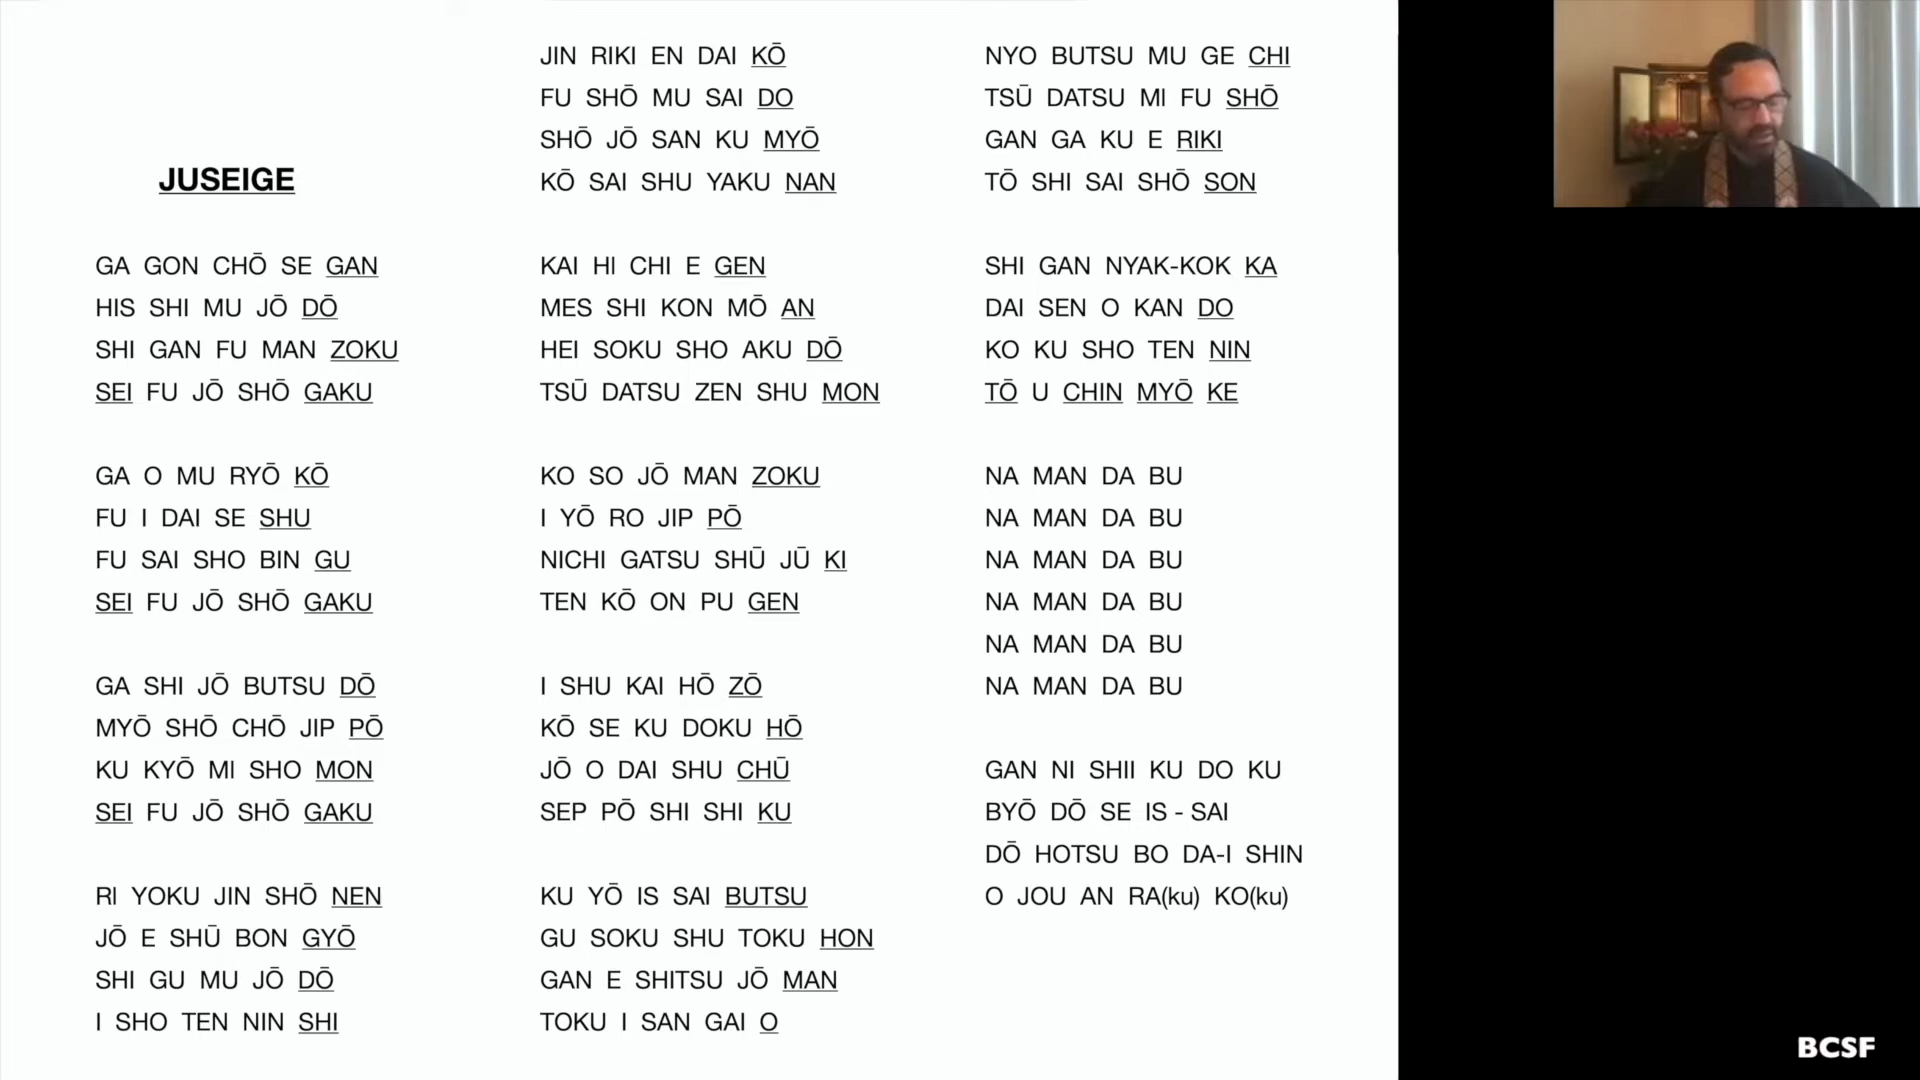 JUSEIGE
GA GON CHŌ SE GAN
HIS SHI MU JŌ DŌ
SHI GAN FU MAN ZOKU
SEI FU JŌ SHŌ GAKU
GA O MU RYŌ KŌ
FU I DAI SE SHU
FU SAI SHO BIN GU
SEI FU JŌ SHŌ GAKU
GA SHI JŌ BUTSU DŌ
MYŌ SHŌ CHŌ JIP PŌ
KU KYŌ MI SHO MON
SEI FU JŌ SHŌ GAKU
RI YOKU JIN SHŌ NEN
JŌ E SHŪ BON GYŌ
SHI GU MU JŌ DŌ
I SHO TEN NIN SHI
JIN RIKI EN DAI KŌ
FU SHŌ MU SAI DO
SHŌ JŌ SAN KU MYŌ
KŌ SAI SHU YAKU NAN
KAI HI CHI E GEN
MES SHI KON MŌ AN
HEI SOKU SHO AKU DŌ
TSŪ DATSU ZEN SHU MON
KO SO JŌ MAN ZOKU
I YŌ RO JIP PŌ
NICHI GATSU SHŪ JŪ KI
TEN KŌ ON PU GEN
I SHU KAI HŌ ZŌ
KŌ SE KU DOKU HŌ
JŌ O DAI SHU CHŪ
SEP PŌ SHI SHI KU
KU YŌ IS SAI BUTSU
GU SOKU SHU TOKU HON
GAN E SHITSU JŌ MAN
TOKU I SAN GAI O
NYO BUTSU MU GE CHI
TSŪ DATSU MI FU SHŌ
GAN GA KU E RIKI
TŌ SHI SAI SHŌ SON
SHI GAN NYAK-KOK KA
DAI SEN O KAN DO
KO KU SHO TEN NIN
TŌ U CHIN MYŌ KE
NA MAN DA BU
NA MAN DA BU
NA MAN DA BU
NA MAN DA BU
NA MAN DA BU
NA MAN DA BU
GAN NI SHII KU DO KU
BYŌ DŌ SE IS - SAI
DŌ HOTSU BO DA-I SHIN
O JOU AN RA(ku) KO(ku)
BCSF